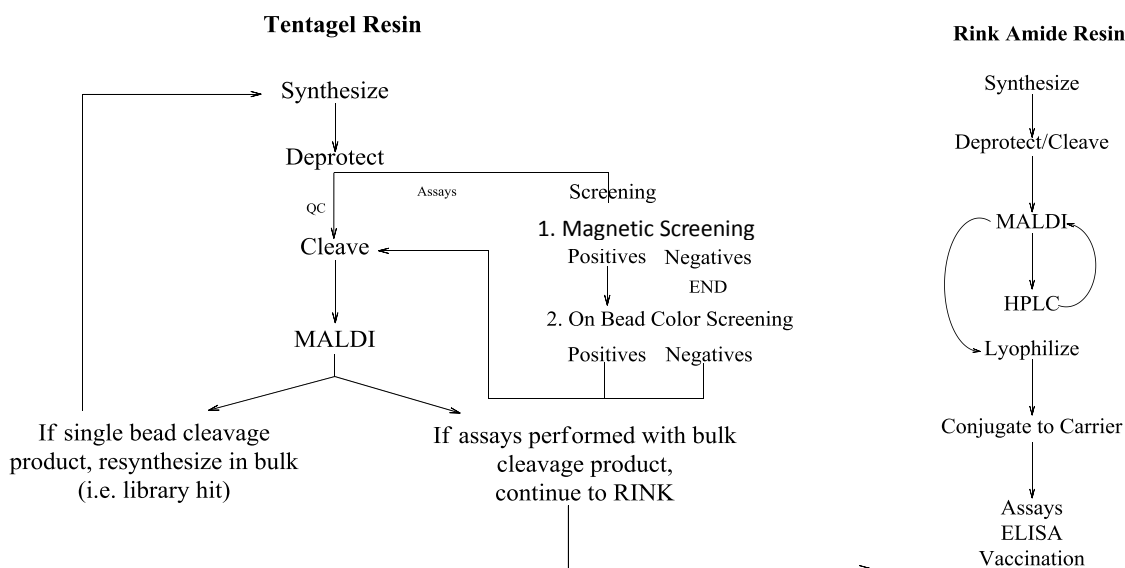 Tentagel Resin
Synthesize
Deprotect
Assays
QC
Cleave
MALDI
If single bead cleavage
product, resynthesize in bulk
(i.e. library hit)
If assays performed with bulk
cleavage product,
continue to RINK
Screening
1. Magnetic Screening
Positives Negatives
END
2. On Bead Color Screening
Positives Negatives
Rink Amide Resin
Synthesize
Deprotect/Cleave
MALDI
HPLC
Lyophilize
Conjugate to Carrier
Assays
ELISA
Vaccination